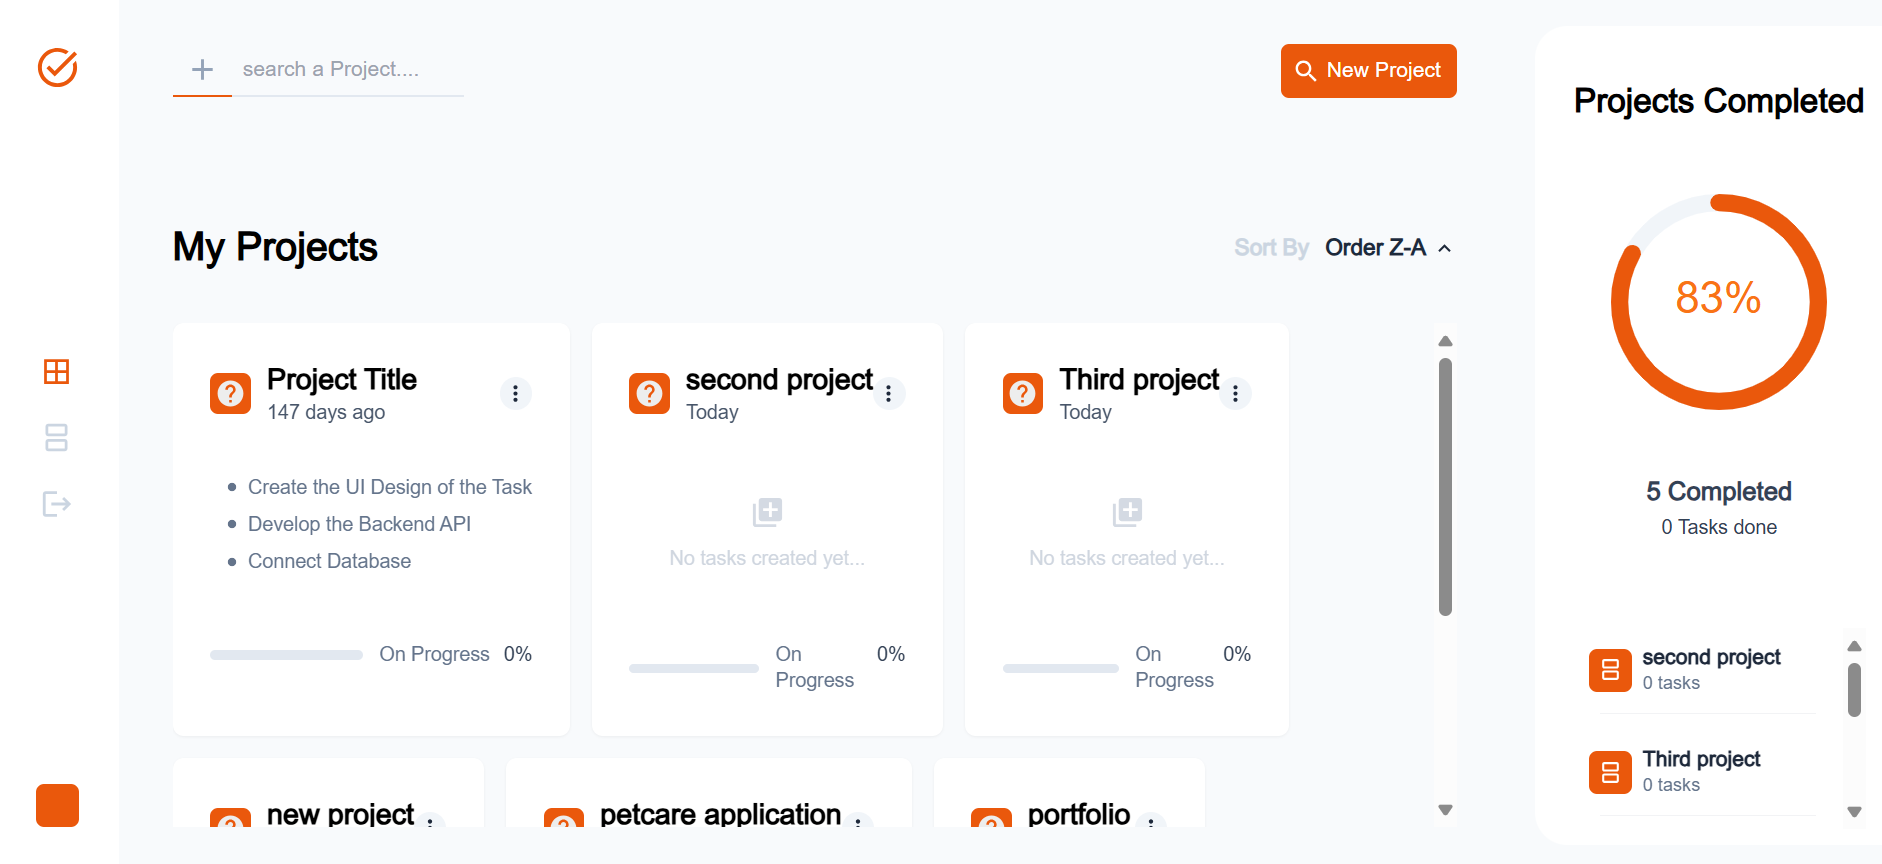 search a Project....
New Project
My Projects
Sort By Order Z-A
Project Title
147 days ago
Create the UI Design of the Task
Develop the Backend API
Connect Database
On Progress 0%
second project
Today
No tasks created yet...
On
Progress
0%
Third project
Today
No tasks created yet...
On
Progress
0%
new project
petcare application
portfolio
Projects Completed
83%
5 Completed
0 Tasks done
second project
0 tasks
Third project
0 tasks